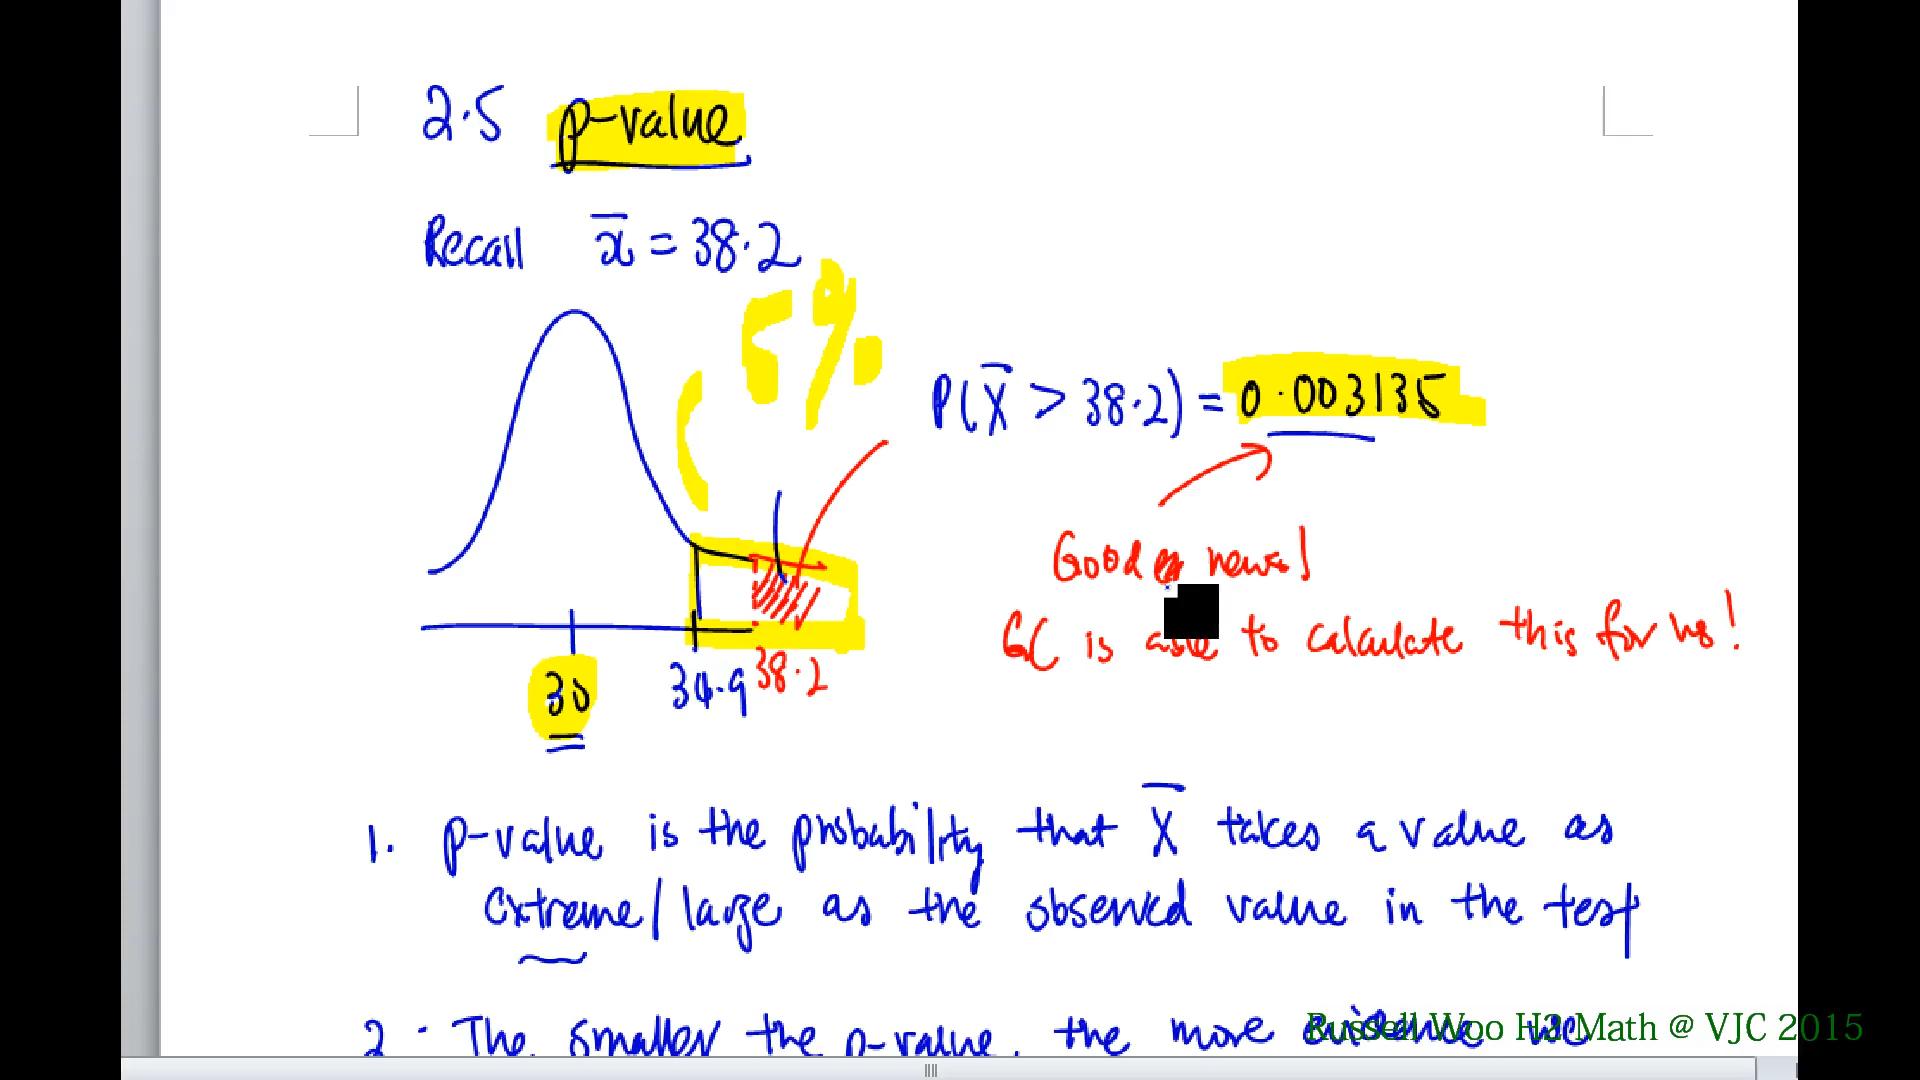 2.5 p-value
Recall x̄ = 38.2
5%
P(X̄ > 38.2) = 0.003135
Good news!
GC is able to calculate this for us!
30 34.9 38.2
1. p-value is the probability that X̄ takes a value as
extreme/large as the observed value in the test
2. The smaller the p-value, the more evidence we
Russell Woo H2 Math @ VJC 2015